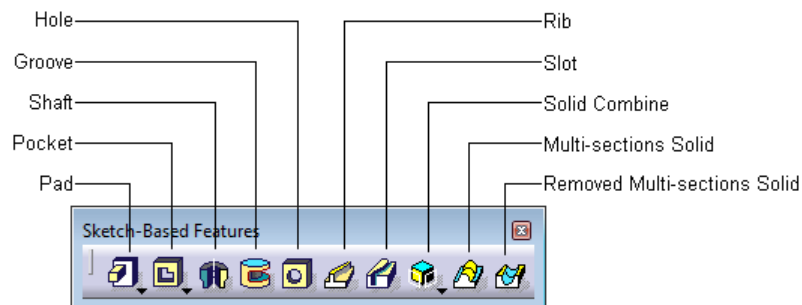 Hole
Rib
Groove
Slot
Shaft
Solid Combine
Pocket
Multi-sections Solid
Pad
Removed Multi-sections Solid
Sketch-Based Features